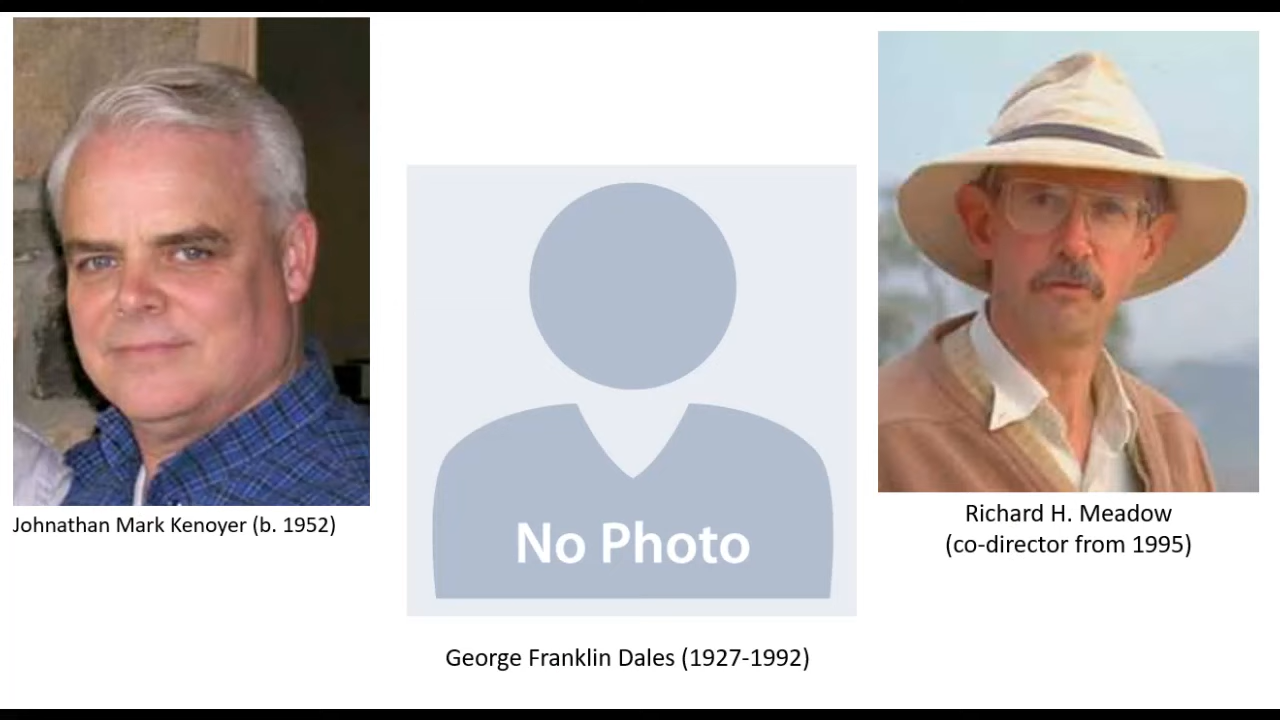 Johnathan Mark Kenoyer (b. 1952)
No Photo
George Franklin Dales (1927-1992)
Richard H. Meadow
(co-director from 1995)